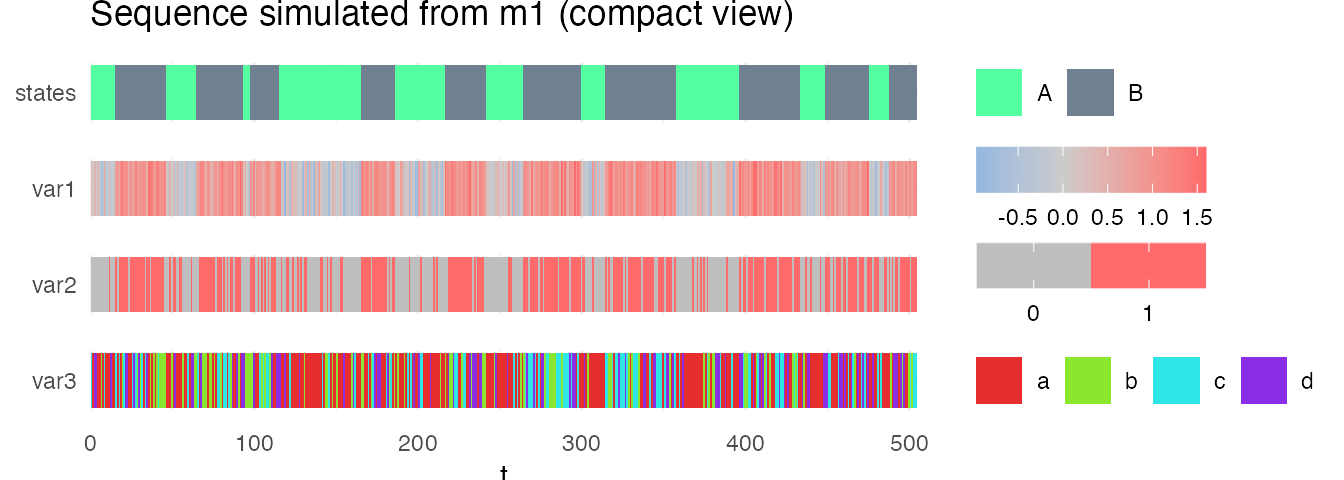 Sequence simulated from m1 (compact view)
states
A B
var1
-0.5 0.0 0.5 1.0 1.5
var2
0 1
var3
a b c d
0 100 200 300 400 500
t